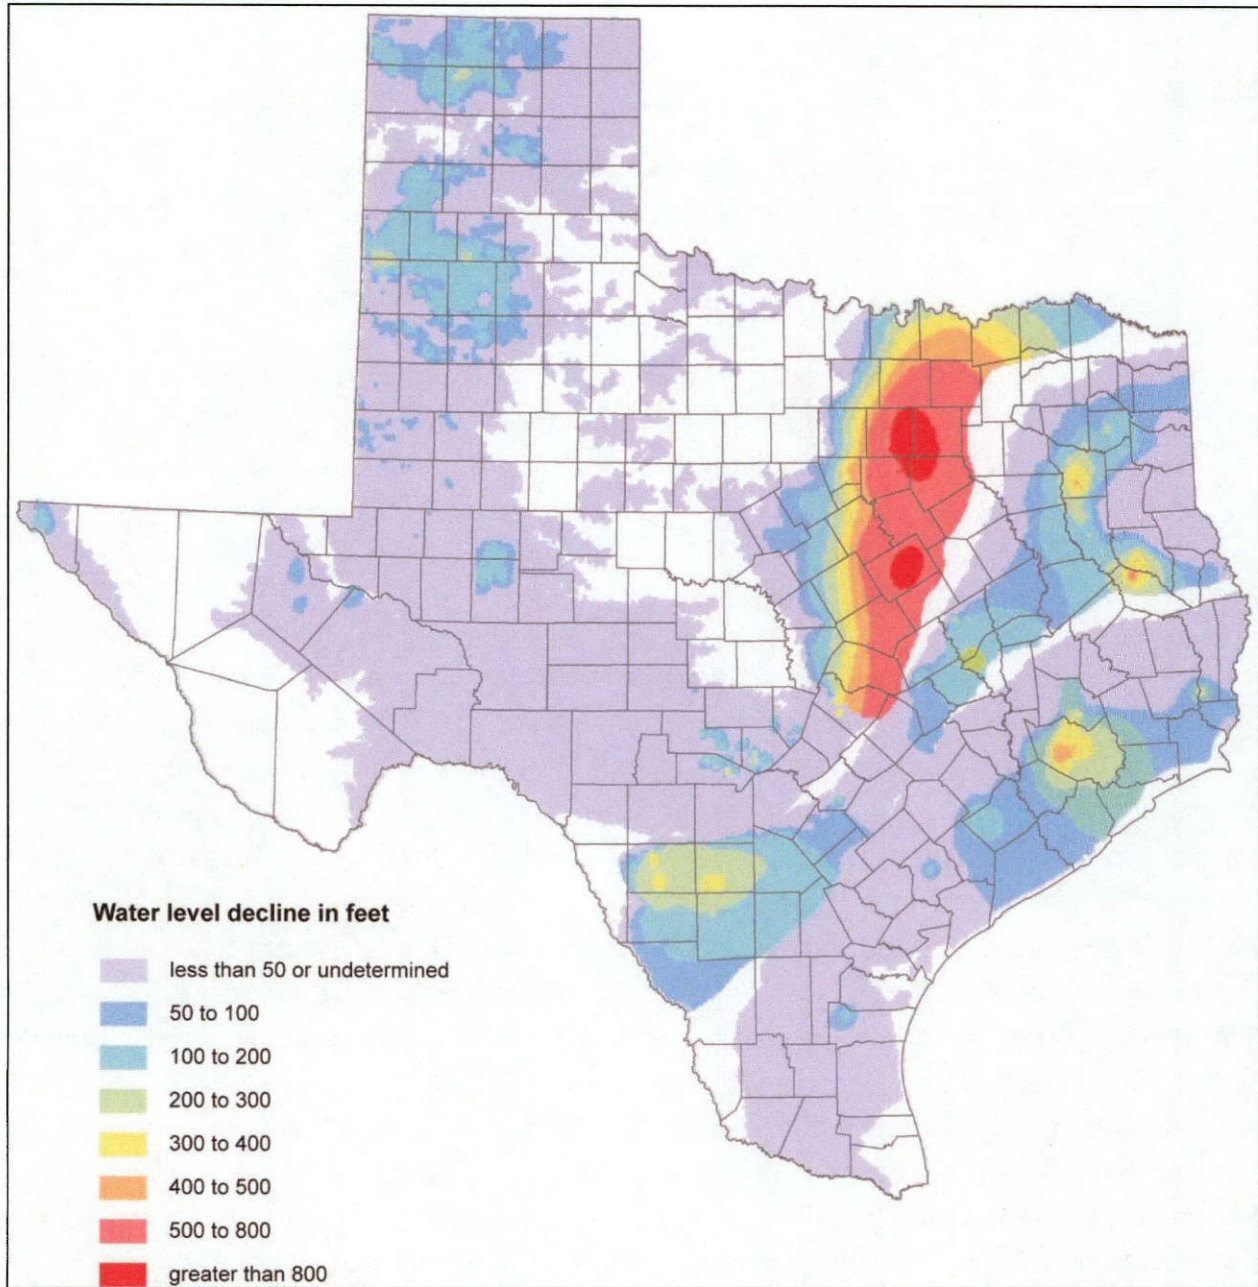 Water level decline in feet
less than 50 or undetermined
50 to 100
100 to 200
200 to 300
300 to 400
400 to 500
500 to 800
greater than 800